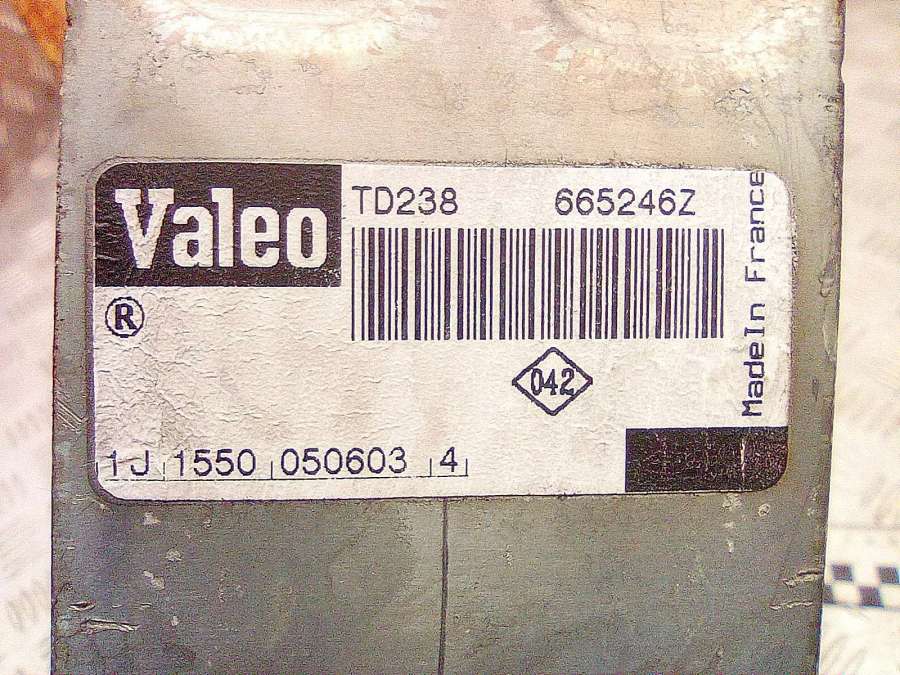 Valeo
®
TD238 665246Z
Made In France
042
1J 1550 050603 4